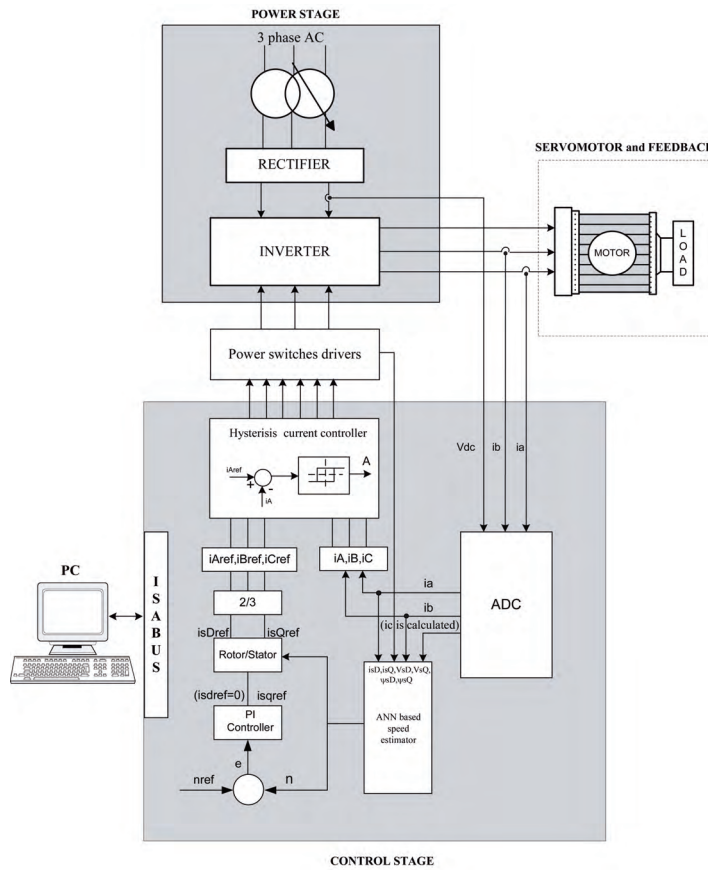 POWER STAGE
3 phase AC
RECTIFIER
INVERTER
SERVOMOTOR and FEEDBACK
MOTOR
LOAD
Power switches drivers
Hysterisis current controller
iAref
+
-
iA
A
Vdc
ib
ia
iAref,iBref,iCref
iA,iB,iC
PC
ISABUS
2/3
ia
ib
(ic is calculated)
ADC
isDref
isQref
Rotor/Stator
isD,isQ,VsD,VsQ,
ψsD,ψsQ
ANN based
speed
estimator
(isdref=0)
isqref
PI
Controller
e
nref
n
CONTROL STAGE